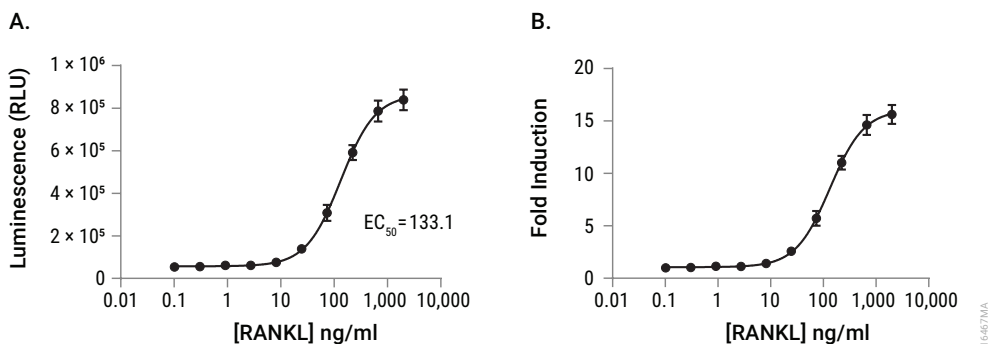 A.
Luminescence (RLU)
1 × 10⁶
8 × 10⁵
6 × 10⁵
4 × 10⁵
2 × 10⁵
0
EC₅₀=133.1
0.01 0.1 1 10 100 1,000 10,000
[RANKL] ng/ml
B.
Fold Induction
20
15
10
5
0
0.01 0.1 1 10 100 1,000 10,000
[RANKL] ng/ml
16467MA